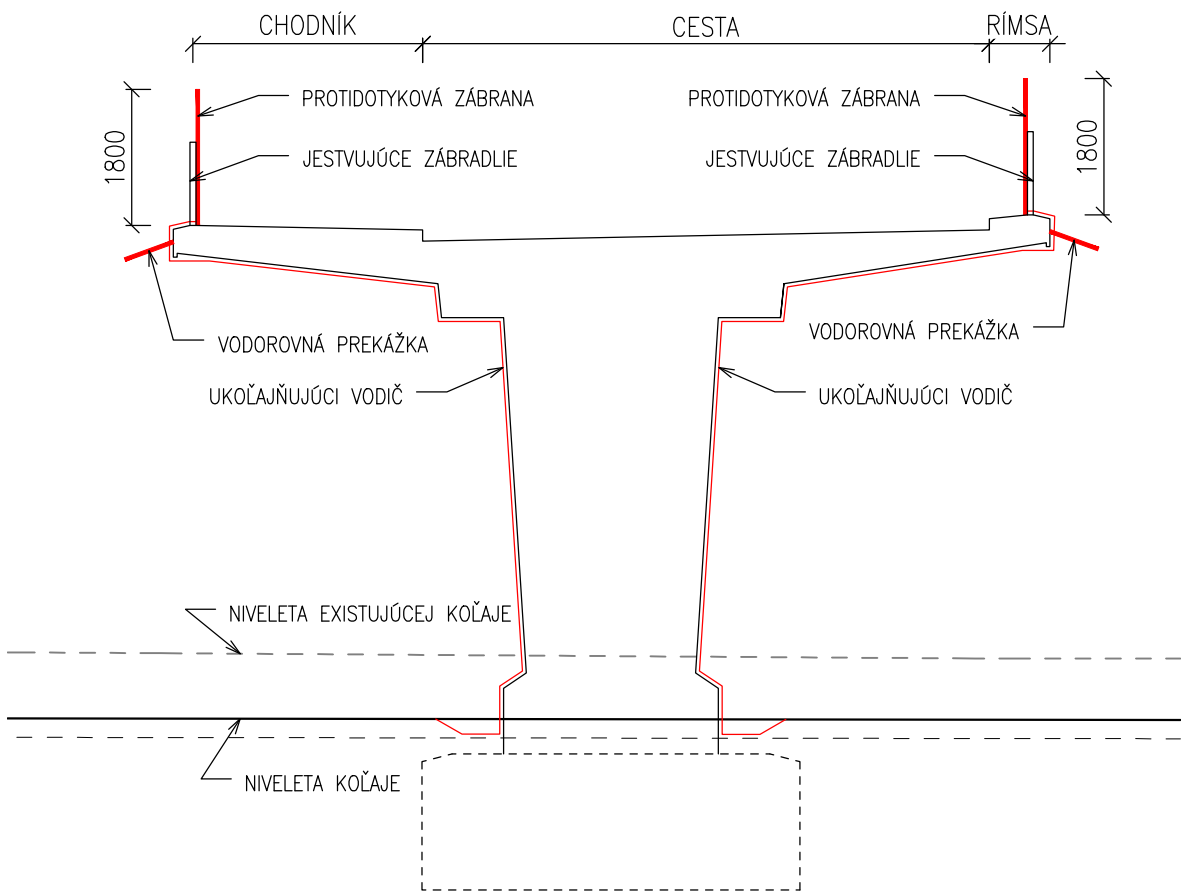 CHODNÍK
CESTA
RÍMSA
PROTIDOTYKOVÁ ZÁBRANA
PROTIDOTYKOVÁ ZÁBRANA
1800
1800
JESTVUJÚCE ZÁBRADLIE
JESTVUJÚCE ZÁBRADLIE
VODOROVNÁ PREKÁŽKA
VODOROVNÁ PREKÁŽKA
UKOĽAJŇUJÚCI VODIČ
UKOĽAJŇUJÚCI VODIČ
NIVELETA EXISTUJÚCEJ KOĽAJE
NIVELETA KOĽAJE